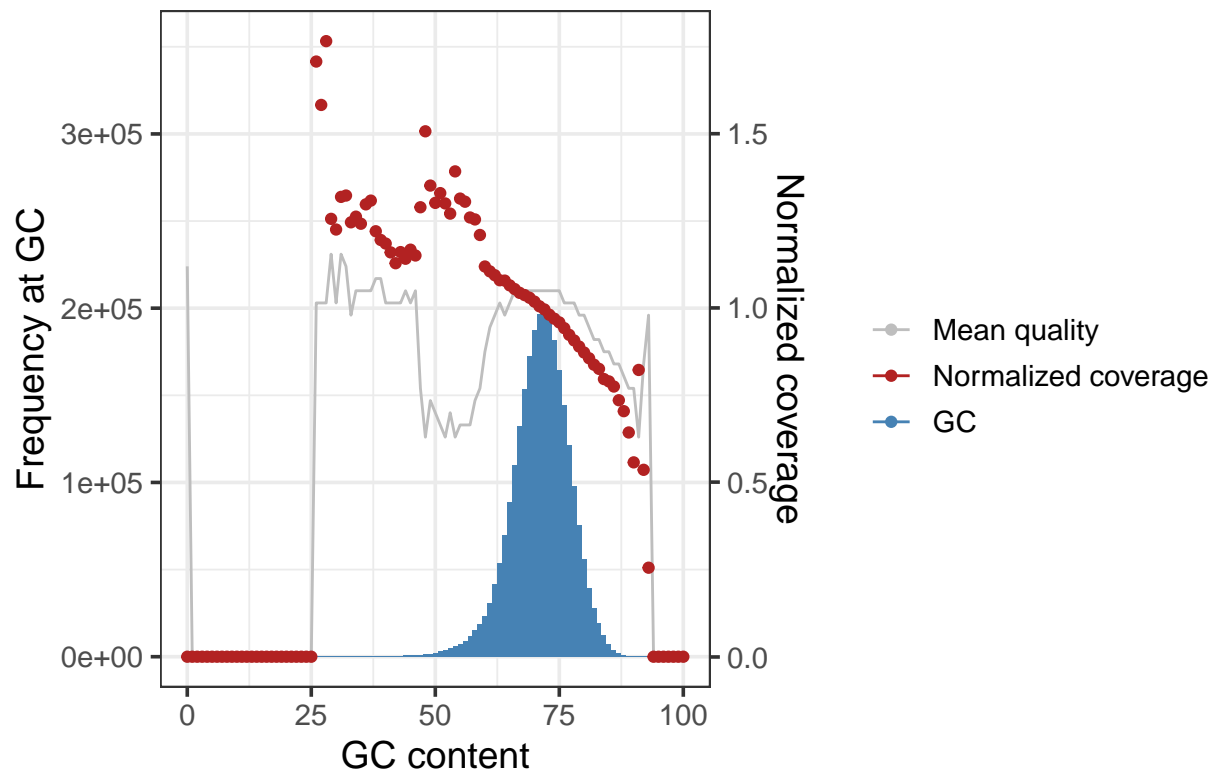 Frequency at GC
3e+05
2e+05
1e+05
0e+00
0
25
50
75
100
GC content
1.5
1.0
0.5
0.0
Normalized coverage
Mean quality
Normalized coverage
GC